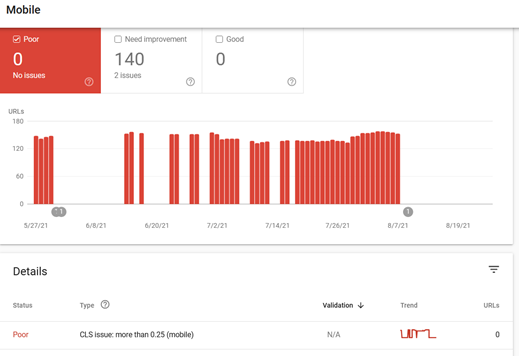 Mobile
Poor
Need improvement
Good
0
140
0
No issues
2 issues
URLs
180
120
60
0
1
1
5/27/21
6/8/21
6/20/21
7/2/21
7/14/21
7/26/21
8/7/21
8/19/21
Details
Status
Type
Validation
Trend
URLs
Poor
CLS issue: more than 0.25 (mobile)
N/A
0